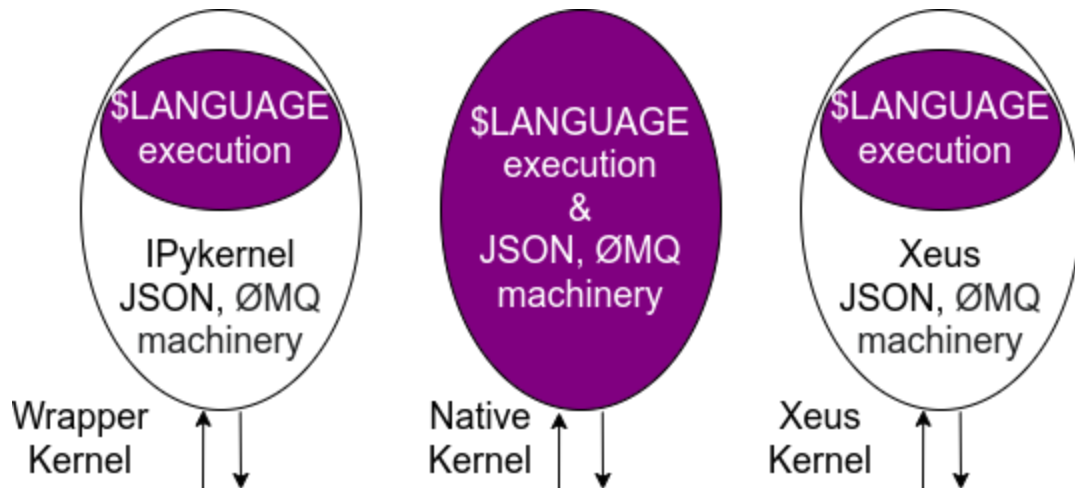 $LANGUAGE
execution
IPykernel
JSON, ØMQ
machinery
Wrapper
Kernel
$LANGUAGE
execution
&
JSON, ØMQ
machinery
Native
Kernel
$LANGUAGE
execution
Xeus
JSON, ØMQ
machinery
Xeus
Kernel